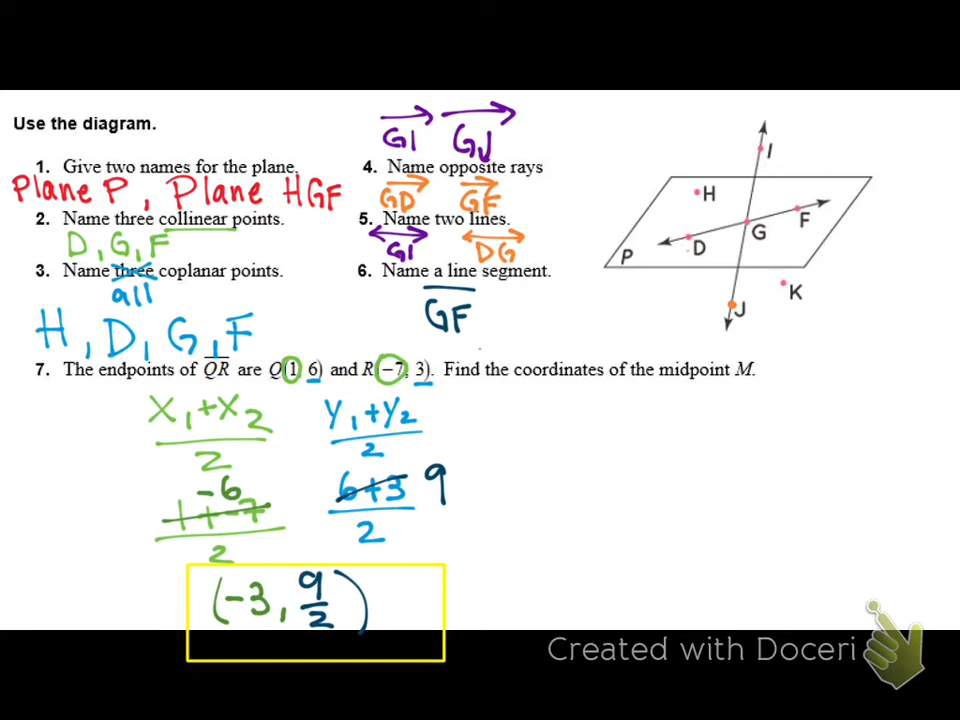 Use the diagram.
1. Give two names for the plane.
Plane P, Plane HGF
2. Name three collinear points.
D, G, F
3. Name three coplanar points.
all
H, D, G, F
GI GJ
4. Name opposite rays
GD GF
5. Name two lines.
GI DG
6. Name a line segment.
GF
I
H
F
G
D
P
K
J
7. The endpoints of QR are Q(1, 6) and R(−7, 3). Find the coordinates of the midpoint M.
X1+X2 Y1+Y2
2 2
-6
1+-7 6+3 9
2 2
(-3, 9/2)
Created with Doceri